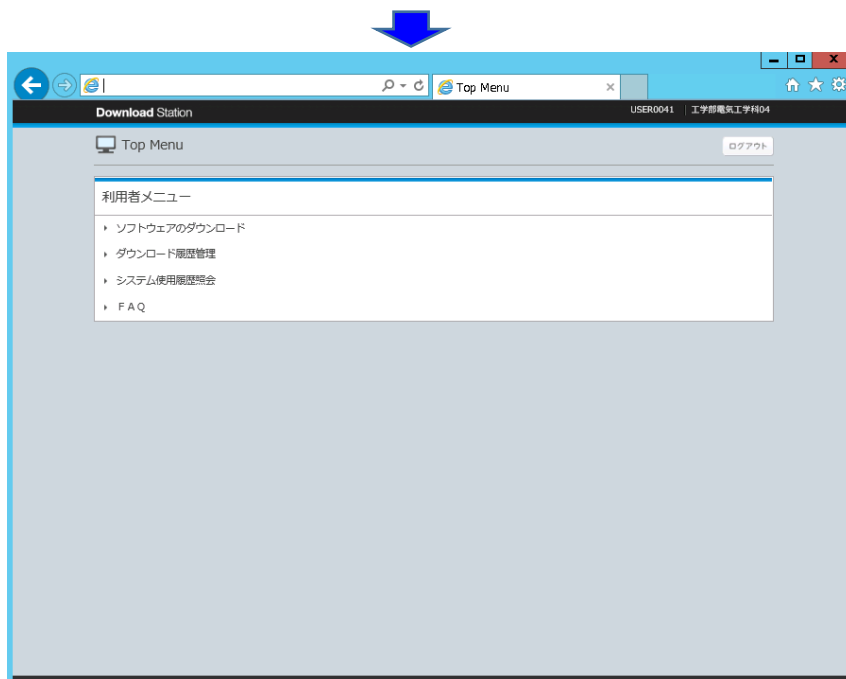 Top Menu
Download Station
USER0041 工学部電気工学科04
Top Menu
ログアウト
利用者メニュー
ソフトウェアのダウンロード
ダウンロード履歴管理
システム使用履歴照会
ＦＡＱ